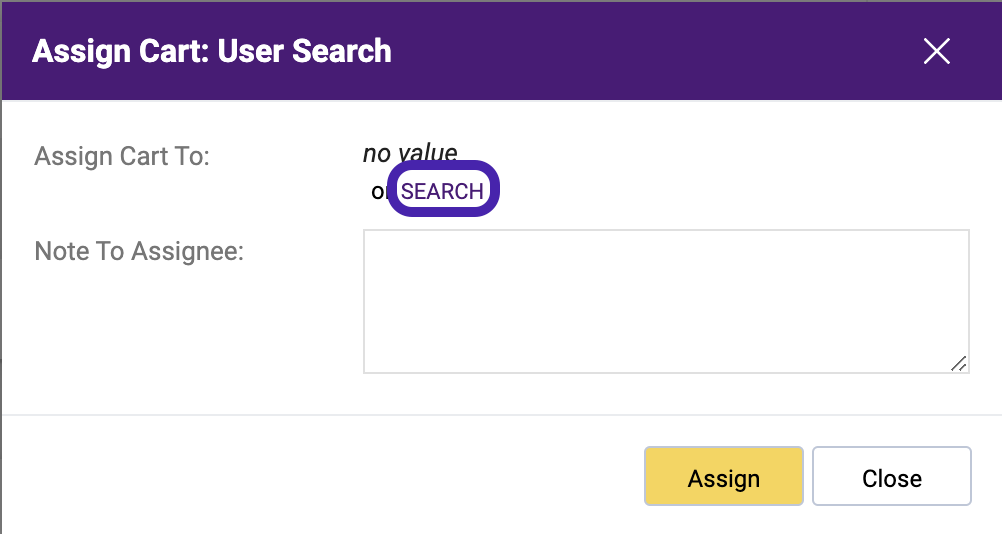 Assign Cart: User Search
Assign Cart To:
no value
or SEARCH
Note To Assignee:
Assign
Close